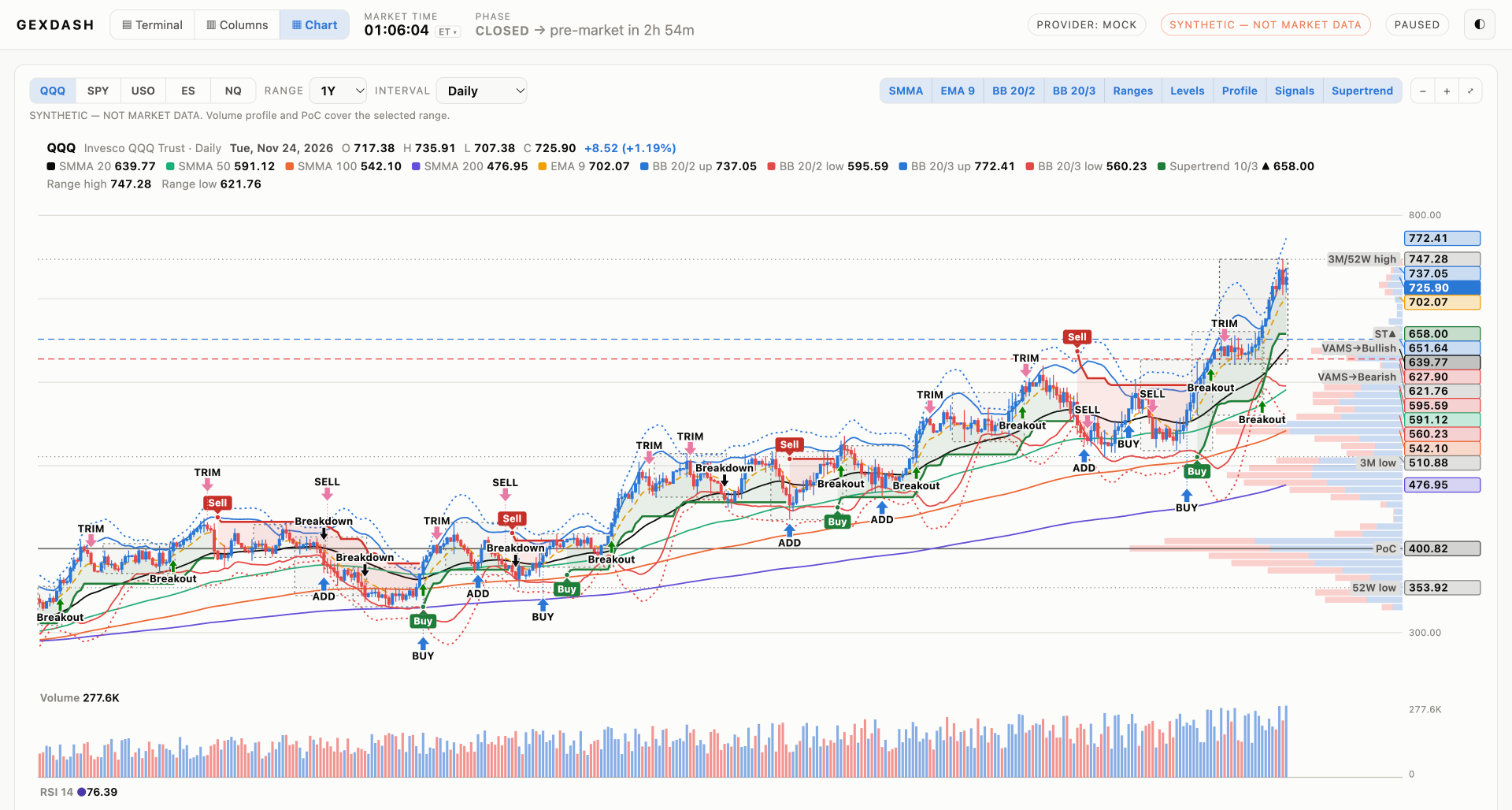 GEXDASH Terminal Columns Chart MARKET TIME 01:06:04 ET PHASE CLOSED → pre-market in 2h 54m PROVIDER: MOCK SYNTHETIC — NOT MARKET DATA PAUSED
QQQ SPY USO ES NQ RANGE 1Y INTERVAL Daily SMMA EMA 9 BB 20/2 BB 20/3 Ranges Levels Profile Signals Supertrend − +
SYNTHETIC — NOT MARKET DATA. Volume profile and PoC cover the selected range.
QQQ Invesco QQQ Trust · Daily Tue, Nov 24, 2026 O 717.38 H 735.91 L 707.38 C 725.90 +8.52 (+1.19%)
SMMA 20 639.77 SMMA 50 591.12 SMMA 100 542.10 SMMA 200 476.95 EMA 9 702.07 BB 20/2 up 737.05 BB 20/2 low 595.59 BB 20/3 up 772.41 BB 20/3 low 560.23 Supertrend 10/3 ▲ 658.00
Range high 747.28 Range low 621.76
800.00
772.41
3M/52W high 747.28
737.05
725.90
702.07
TRIM
Sell
ST▲ 658.00
VAMS→Bullish 651.64
TRIM
639.77
VAMS→Bearish 627.90
Breakout
621.76
TRIM
SELL
595.59
SELL
Breakout
591.12
Breakout
560.23
TRIM
TRIM
Sell
BUY
542.10
3M low 510.88
Breakdown
ADD
Buy
TRIM
476.95
SELL
SELL
Breakout
Breakout
Sell
BUY
TRIM
Sell
Buy
ADD
Breakdown
TRIM
ADD
Breakdown
PoC 400.82
Breakdown
Breakout
Breakout
52W low 353.92
Buy
ADD
ADD
Breakout
BUY
Buy
300.00
BUY
Volume 277.6K
277.6K
0
RSI 14 76.39